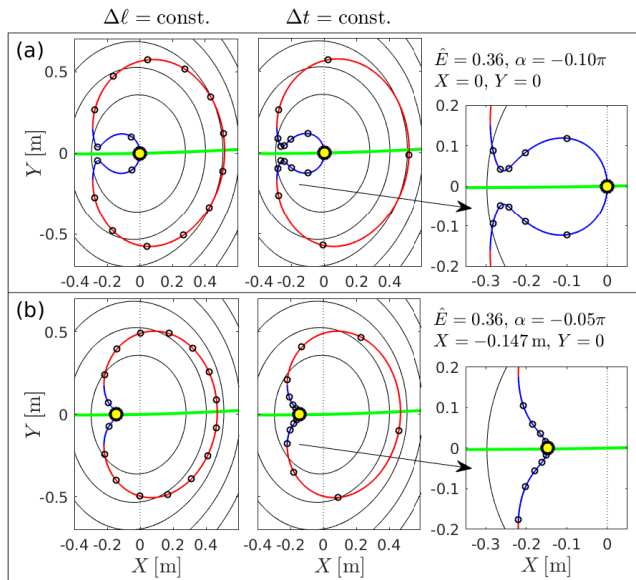 Δℓ = const.
Δt = const.
(a)
Ê = 0.36, α = −0.10π
X = 0, Y = 0
0.5
0
-0.5
Y [m]
-0.4 -0.2 0 0.2 0.4
-0.4 -0.2 0 0.2 0.4
0.2
0.1
0
-0.1
-0.2
-0.3 -0.2 -0.1 0
(b)
Ê = 0.36, α = −0.05π
X = −0.147 m, Y = 0
0.5
0
-0.5
Y [m]
-0.4 -0.2 0 0.2 0.4
X [m]
-0.4 -0.2 0 0.2 0.4
X [m]
0.2
0.1
0
-0.1
-0.2
-0.3 -0.2 -0.1 0
X [m]